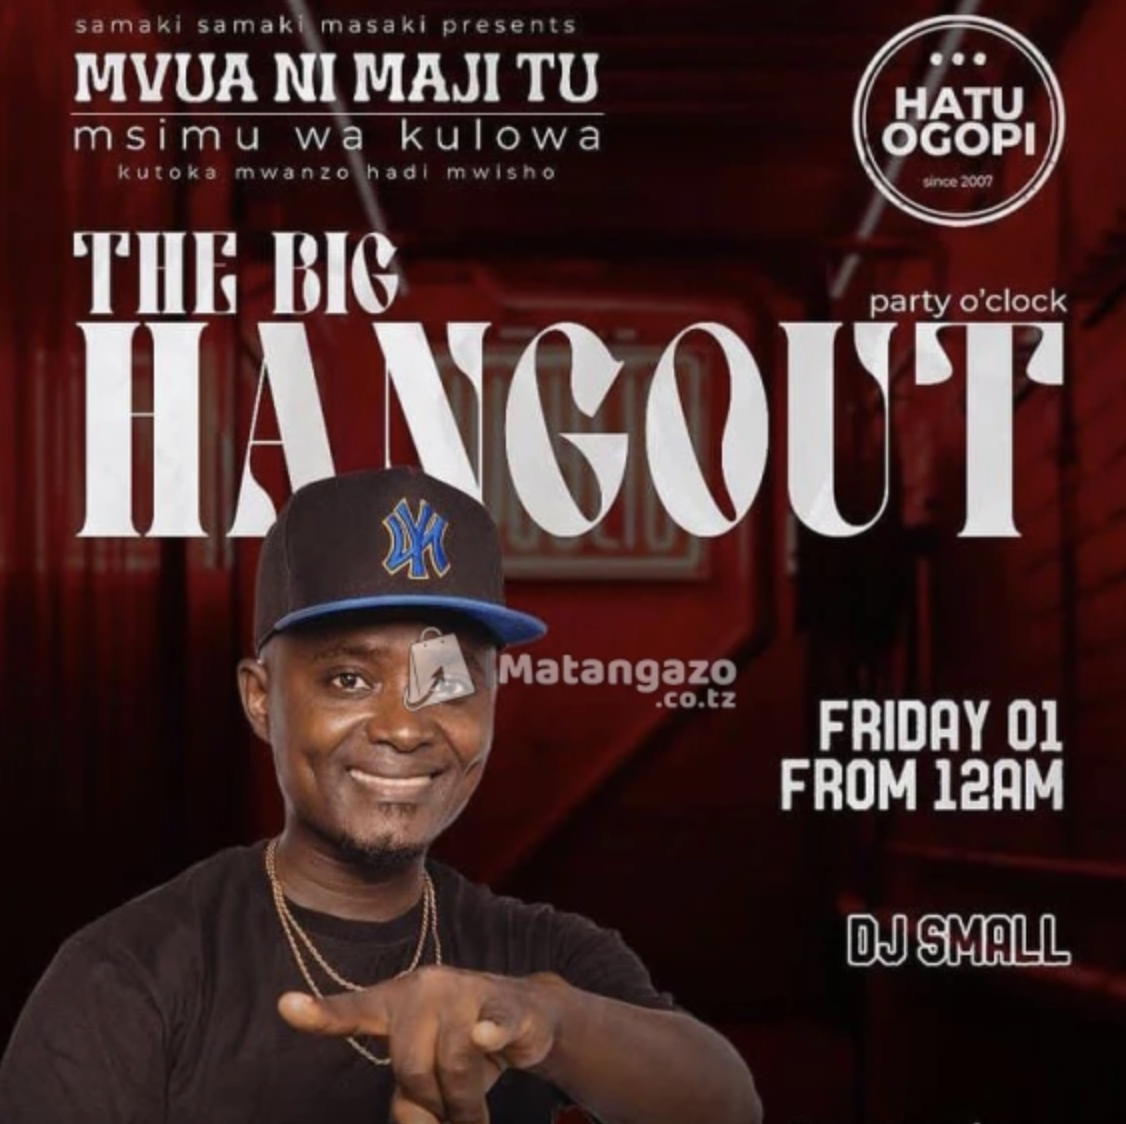 samaki samaki masaki presents
MVUA NI MAJI TU
msimu wa kulowa
kutoka mwanzo hadi mwisho
HATU
OGOPI
since 2007
THE BIG
party o'clock
HANGOUT
NY
Matangazo
.co.tz
FRIDAY 01
FROM 12AM
DJ SMALL